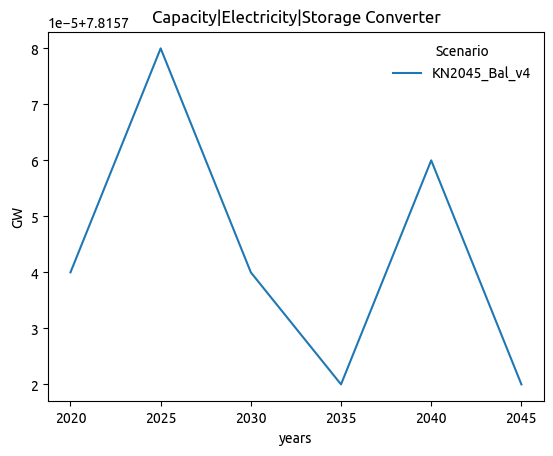 Capacity|Electricity|Storage Converter
1e−5+7.8157
Scenario
KN2045_Bal_v4
8
7
6
5
4
3
2
GW
2020 2025 2030 2035 2040 2045
years